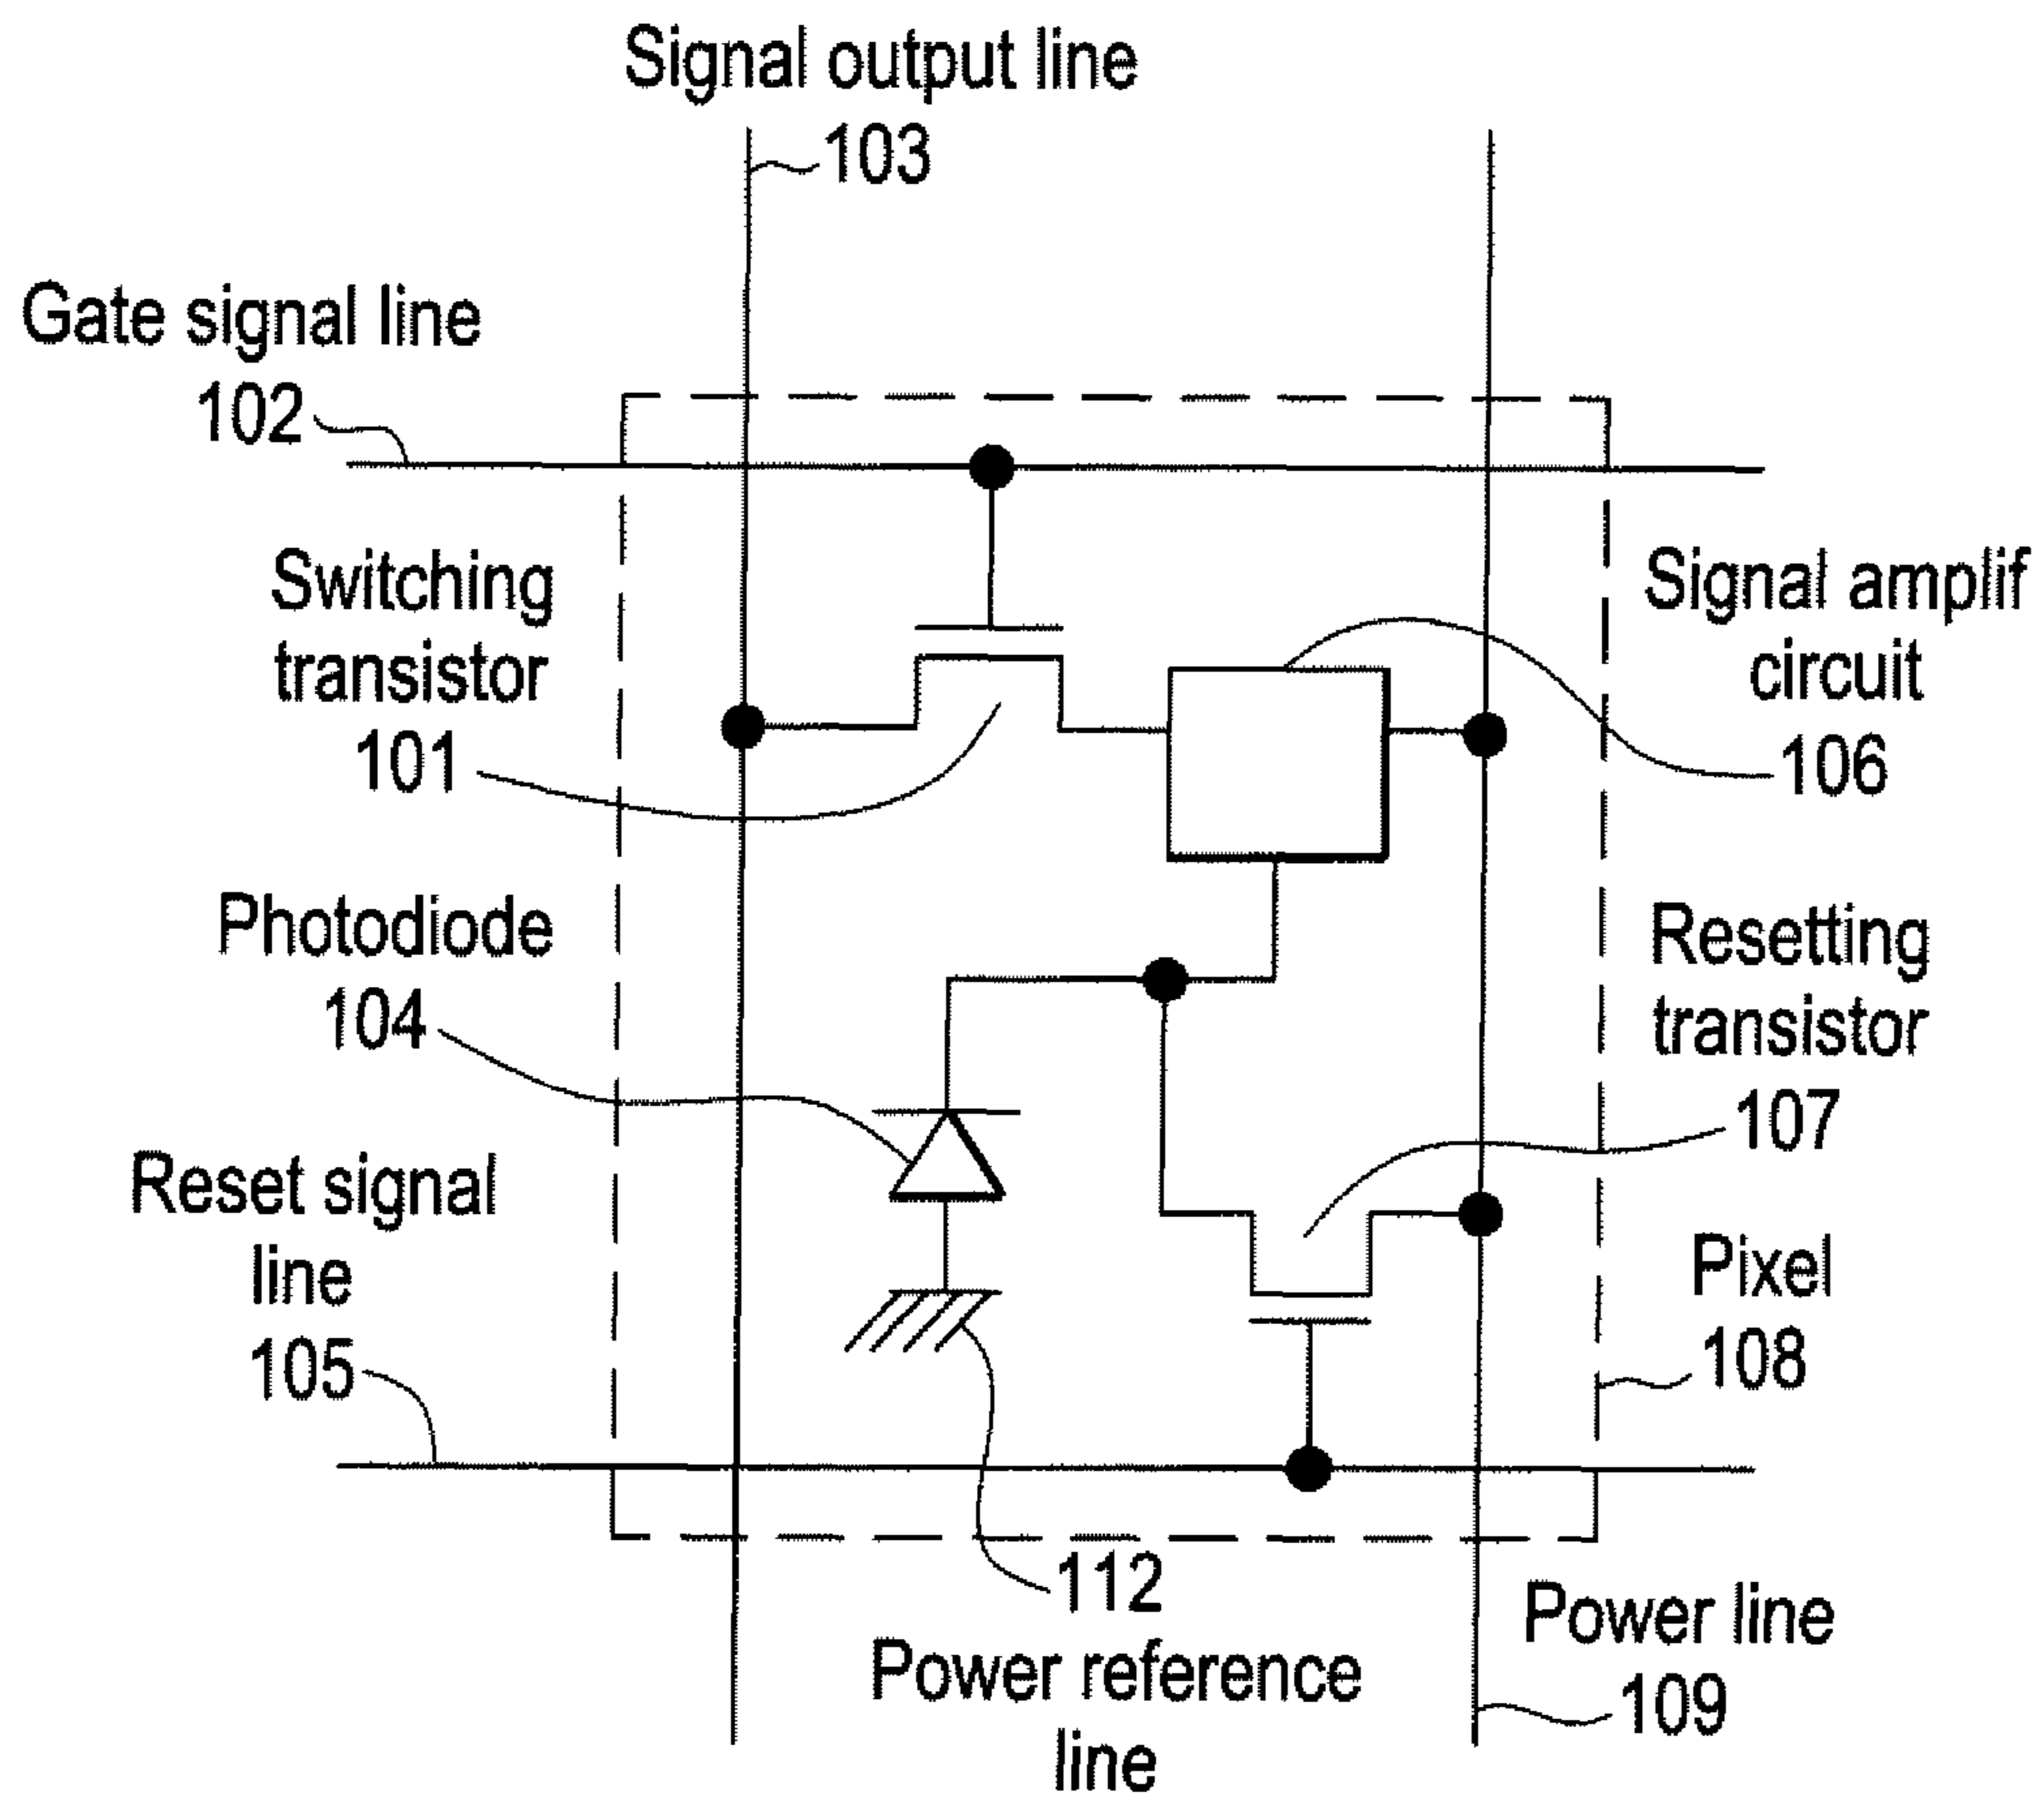 Signal output line
103
Gate signal line
102
Switching
transistor
101
Signal amplif
circuit
106
Photodiode
104
Resetting
transistor
107
Reset signal
line
105
Pixel
108
112
Power reference
line
Power line
109